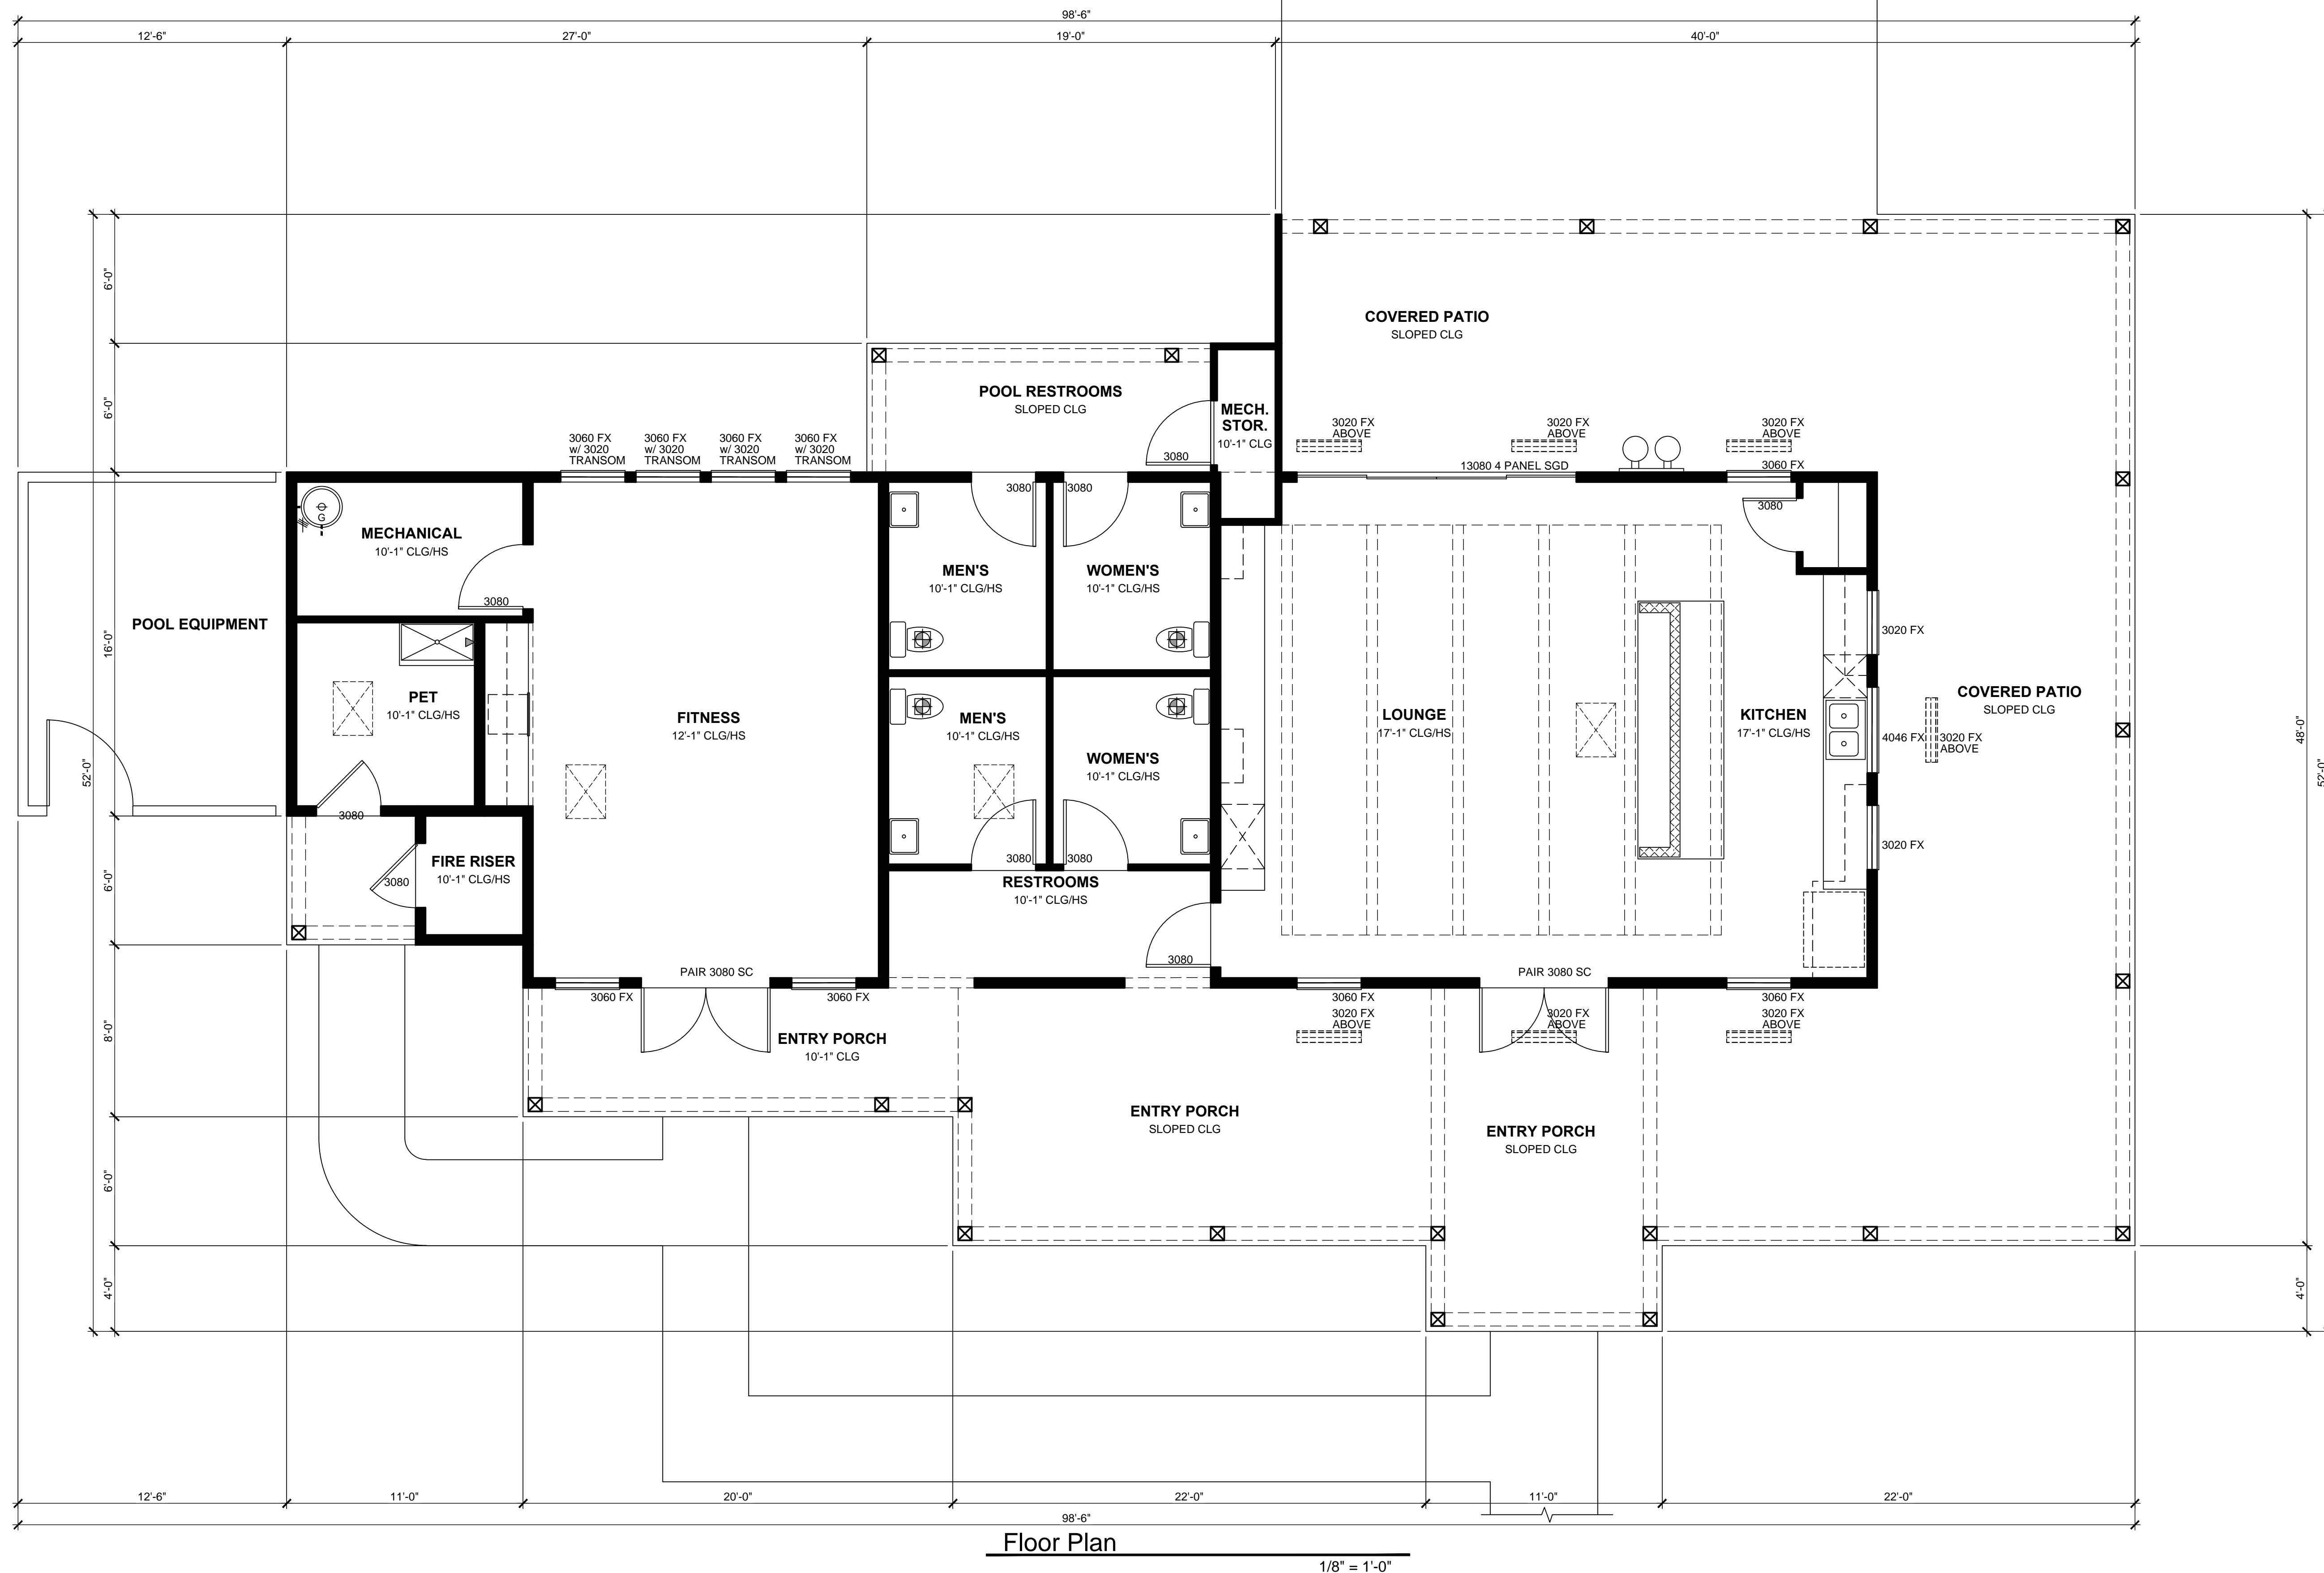 98'-6"
12'-6"
27'-0"
19'-0"
40'-0"
6'-0"
6'-0"
16'-0"
52'-0"
6'-0"
8'-0"
6'-0"
4'-0"
COVERED PATIO
SLOPED CLG
POOL RESTROOMS
SLOPED CLG
MECH.
STOR.
10'-1" CLG
3080
3020 FX
ABOVE
3020 FX
ABOVE
3020 FX
ABOVE
3060 FX
w/ 3020
TRANSOM
3060 FX
w/ 3020
TRANSOM
3060 FX
w/ 3020
TRANSOM
3060 FX
w/ 3020
TRANSOM
13080 4 PANEL SGD
3060 FX
3080
3080
3080
G
MECHANICAL
10'-1" CLG/HS
3080
MEN'S
10'-1" CLG/HS
WOMEN'S
10'-1" CLG/HS
POOL EQUIPMENT
3020 FX
PET
10'-1" CLG/HS
FITNESS
12'-1" CLG/HS
MEN'S
10'-1" CLG/HS
WOMEN'S
10'-1" CLG/HS
LOUNGE
17'-1" CLG/HS
KITCHEN
17'-1" CLG/HS
4046 FX
3020 FX
ABOVE
COVERED PATIO
SLOPED CLG
48'-0"
52'-0"
3080
3020 FX
FIRE RISER
10'-1" CLG/HS
3080
3080
3080
RESTROOMS
10'-1" CLG/HS
3080
PAIR 3080 SC
PAIR 3080 SC
3060 FX
3060 FX
3060 FX
3060 FX
3020 FX
ABOVE
3020 FX
ABOVE
3020 FX
ABOVE
ENTRY PORCH
10'-1" CLG
ENTRY PORCH
SLOPED CLG
ENTRY PORCH
SLOPED CLG
4'-0"
12'-6"
11'-0"
20'-0"
22'-0"
11'-0"
22'-0"
98'-6"
Floor Plan
1/8" = 1'-0"